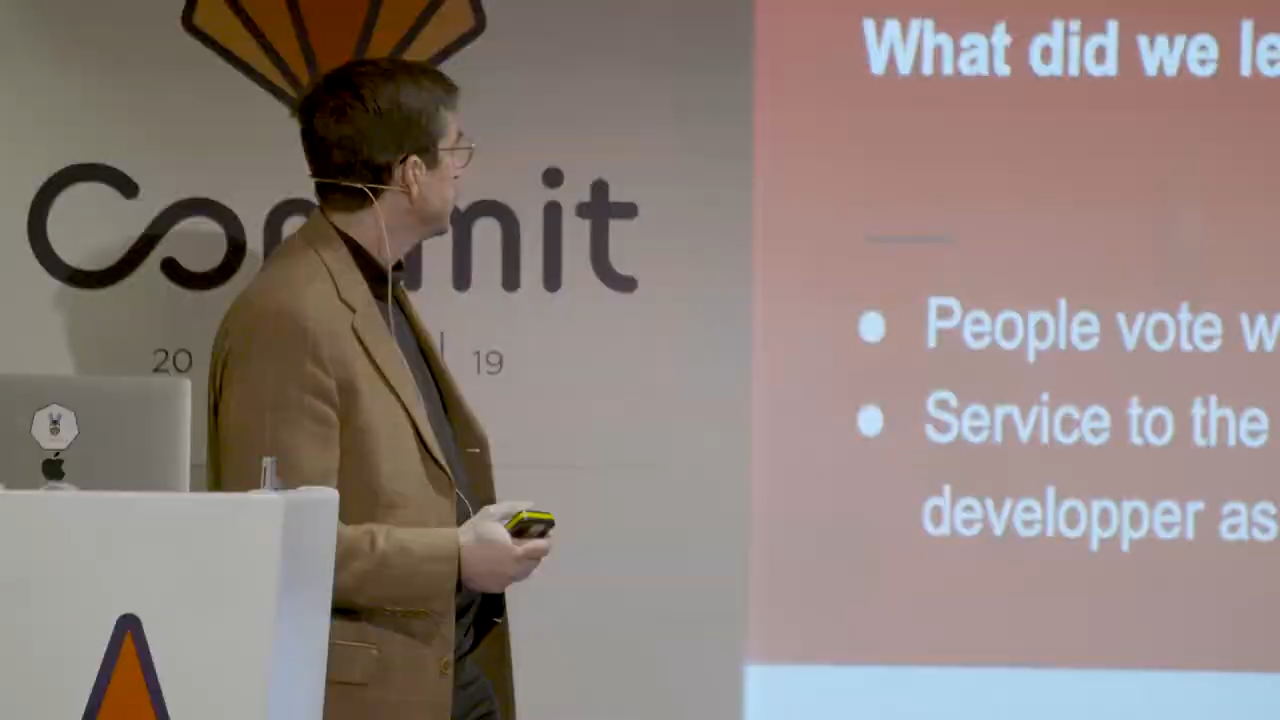 Commit
20 19
What did we le
People vote w
Service to the
developper as